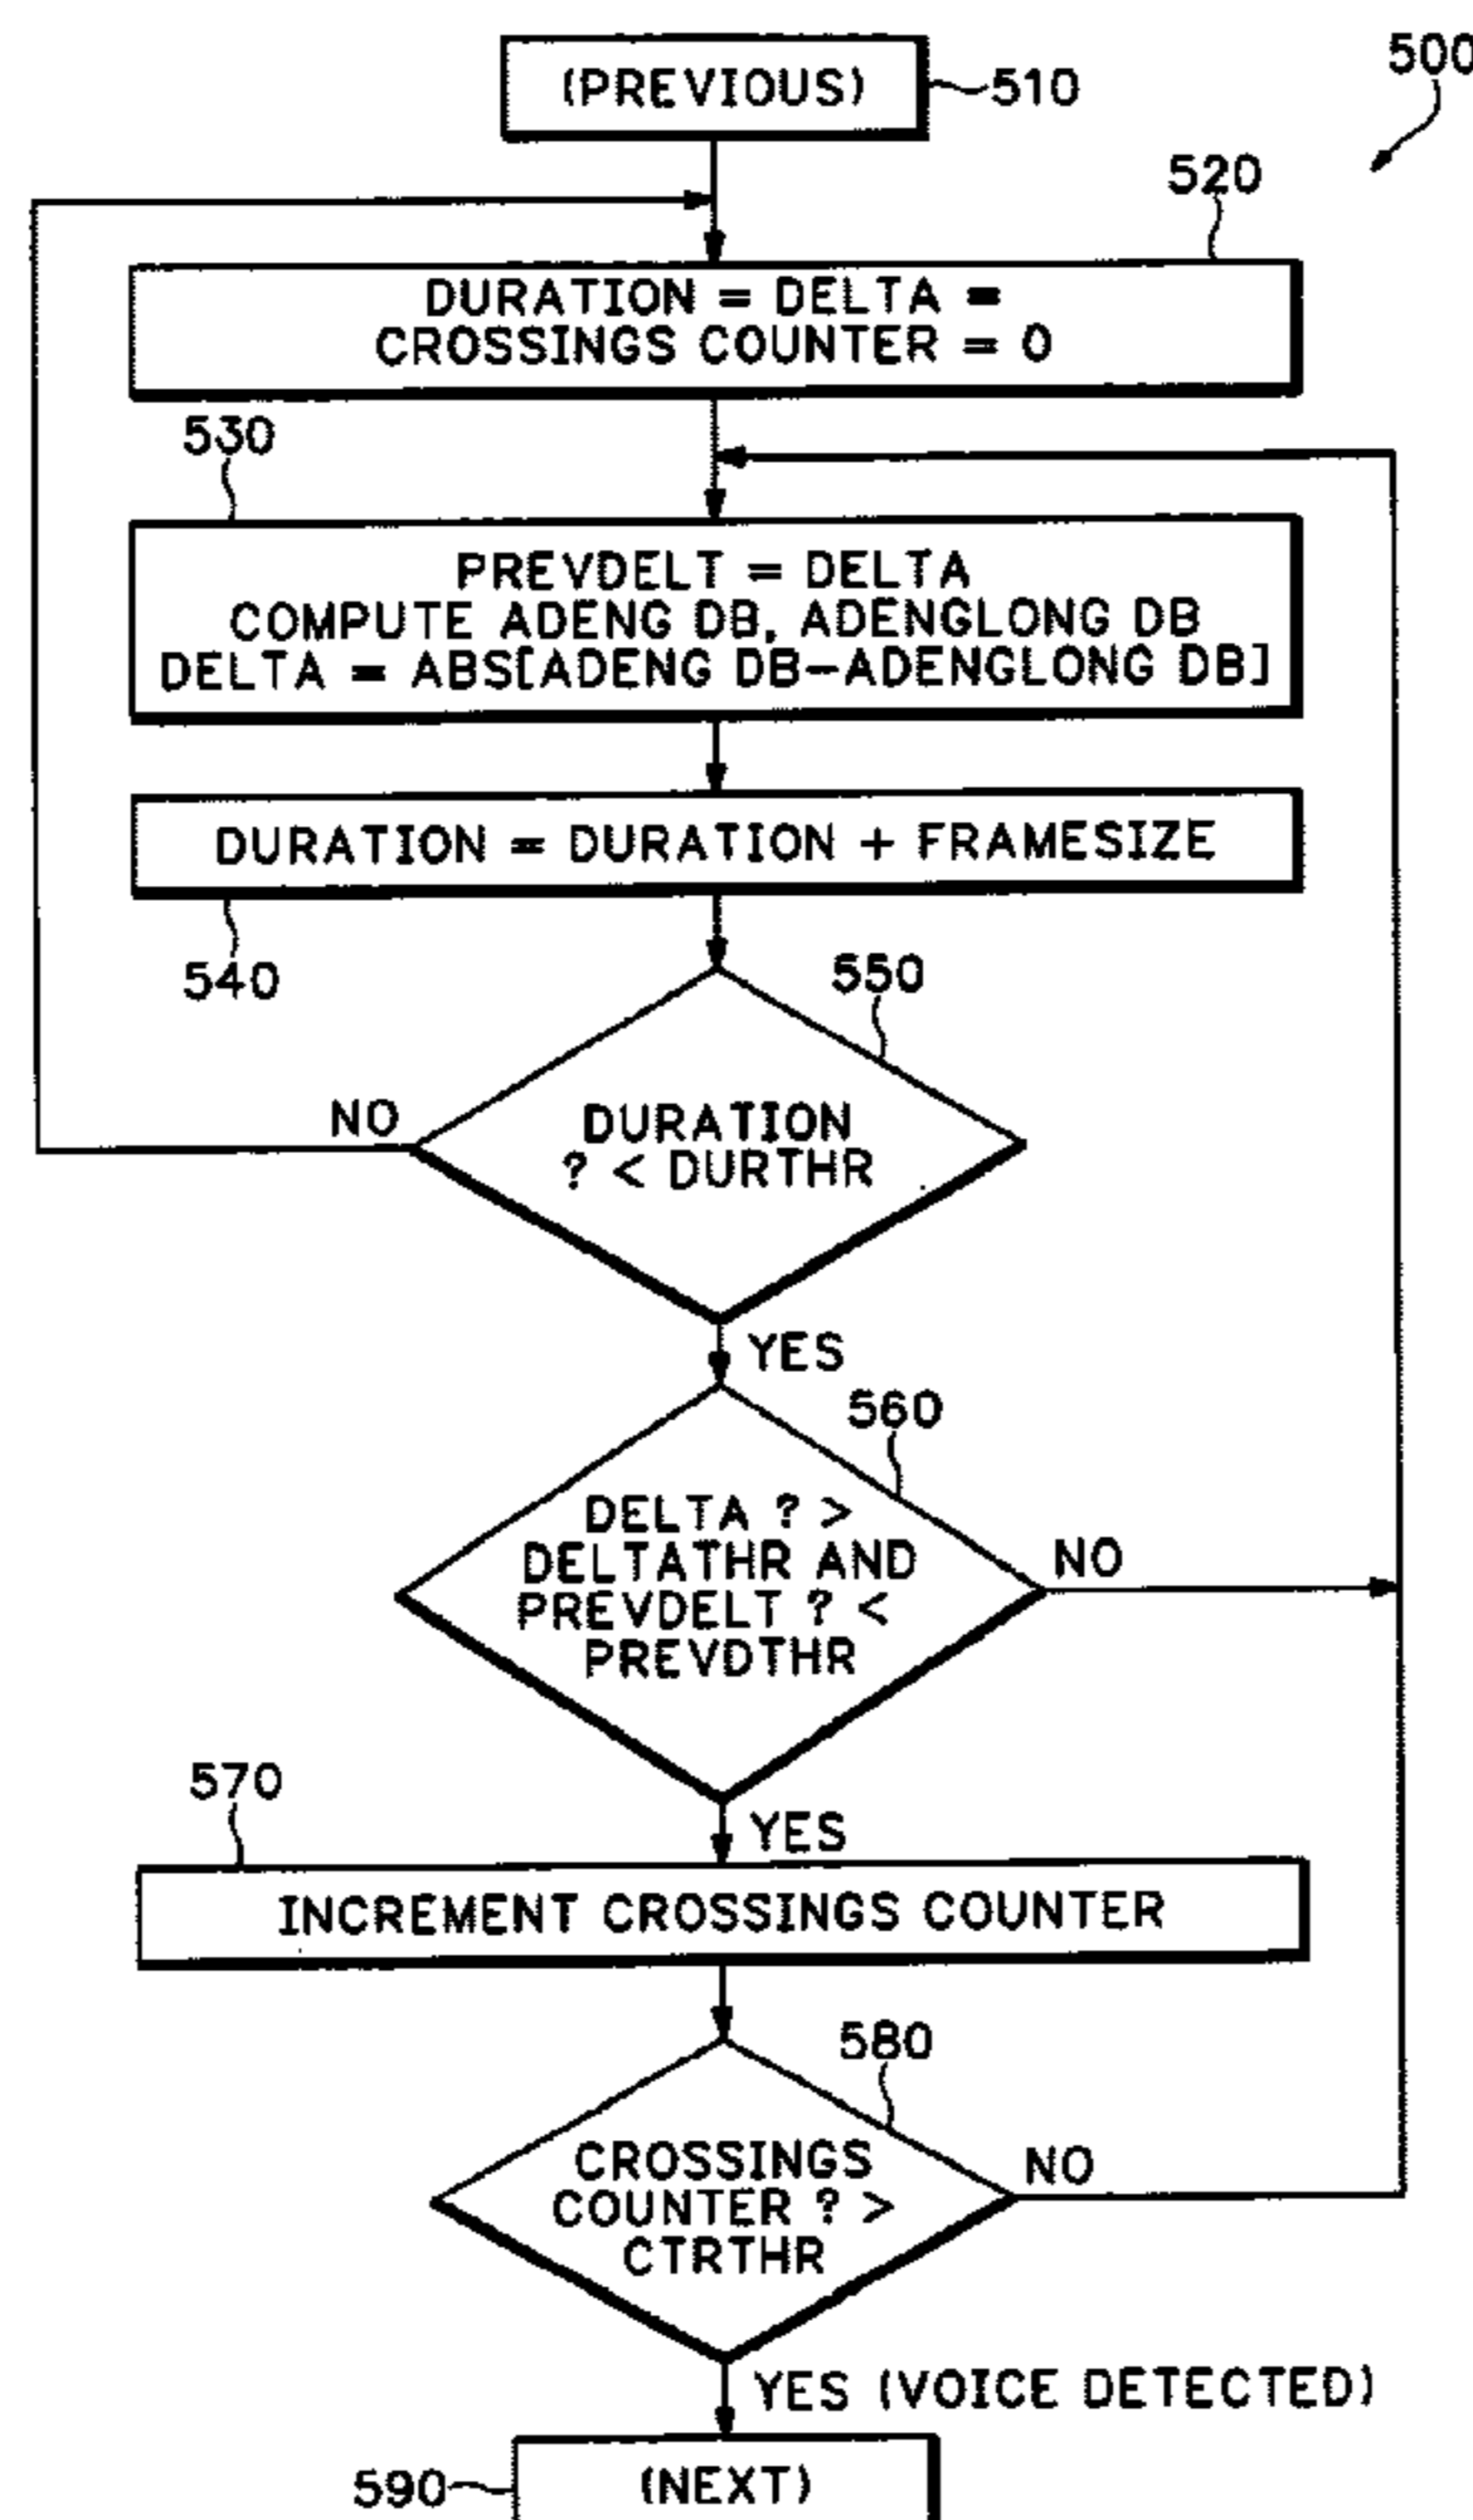 500
(PREVIOUS)
510
520
DURATION = DELTA =
CROSSINGS COUNTER = 0
530
PREVDELT = DELTA
COMPUTE ADENG DB, ADENGLONG DB
DELTA = ABS[ADENG DB-ADENGLONG DB]
DURATION = DURATION + FRAMESIZE
540
550
NO
DURATION
? < DURTHR
YES
560
DELTA ? >
DELTATHR AND
PREVDELT ? <
PREVDTHR
NO
570
YES
INCREMENT CROSSINGS COUNTER
580
CROSSINGS
COUNTER ? >
CTRTHR
NO
YES (VOICE DETECTED)
590
(NEXT)